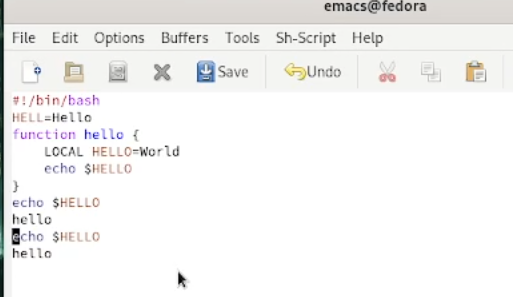 emacs@fedora
File Edit Options Buffers Tools Sh-Script Help
Save Undo
#!/bin/bash
HELL=Hello
function hello {
    LOCAL HELLO=World
    echo $HELLO
}
echo $HELLO
hello
echo $HELLO
hello